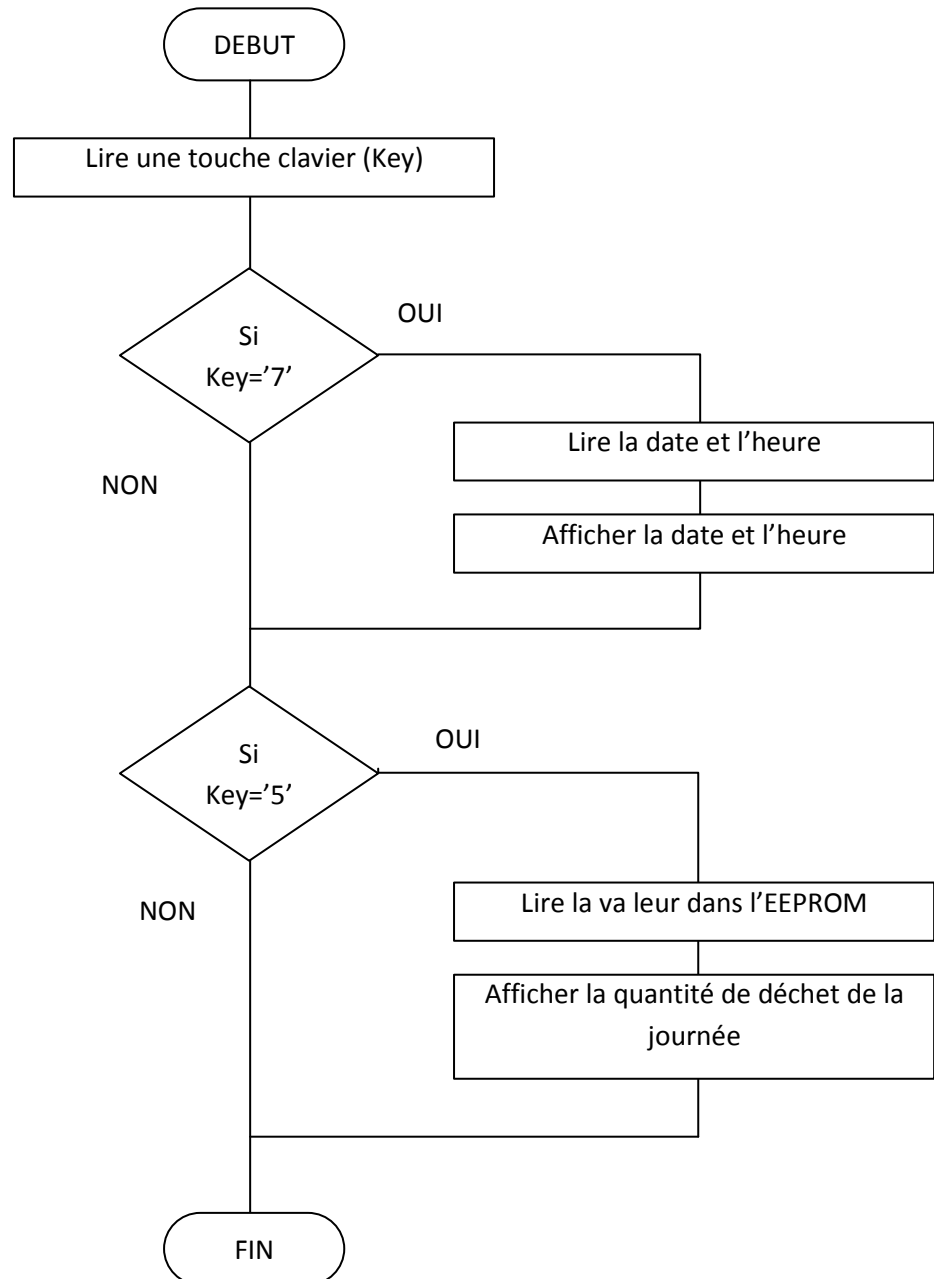 DEBUT
Lire une touche clavier (Key)
Si
Key=’7’
OUI
NON
Lire la date et l’heure
Afficher la date et l’heure
Si
Key=’5’
OUI
NON
Lire la va leur dans l’EEPROM
Afficher la quantité de déchet de la
journée
FIN